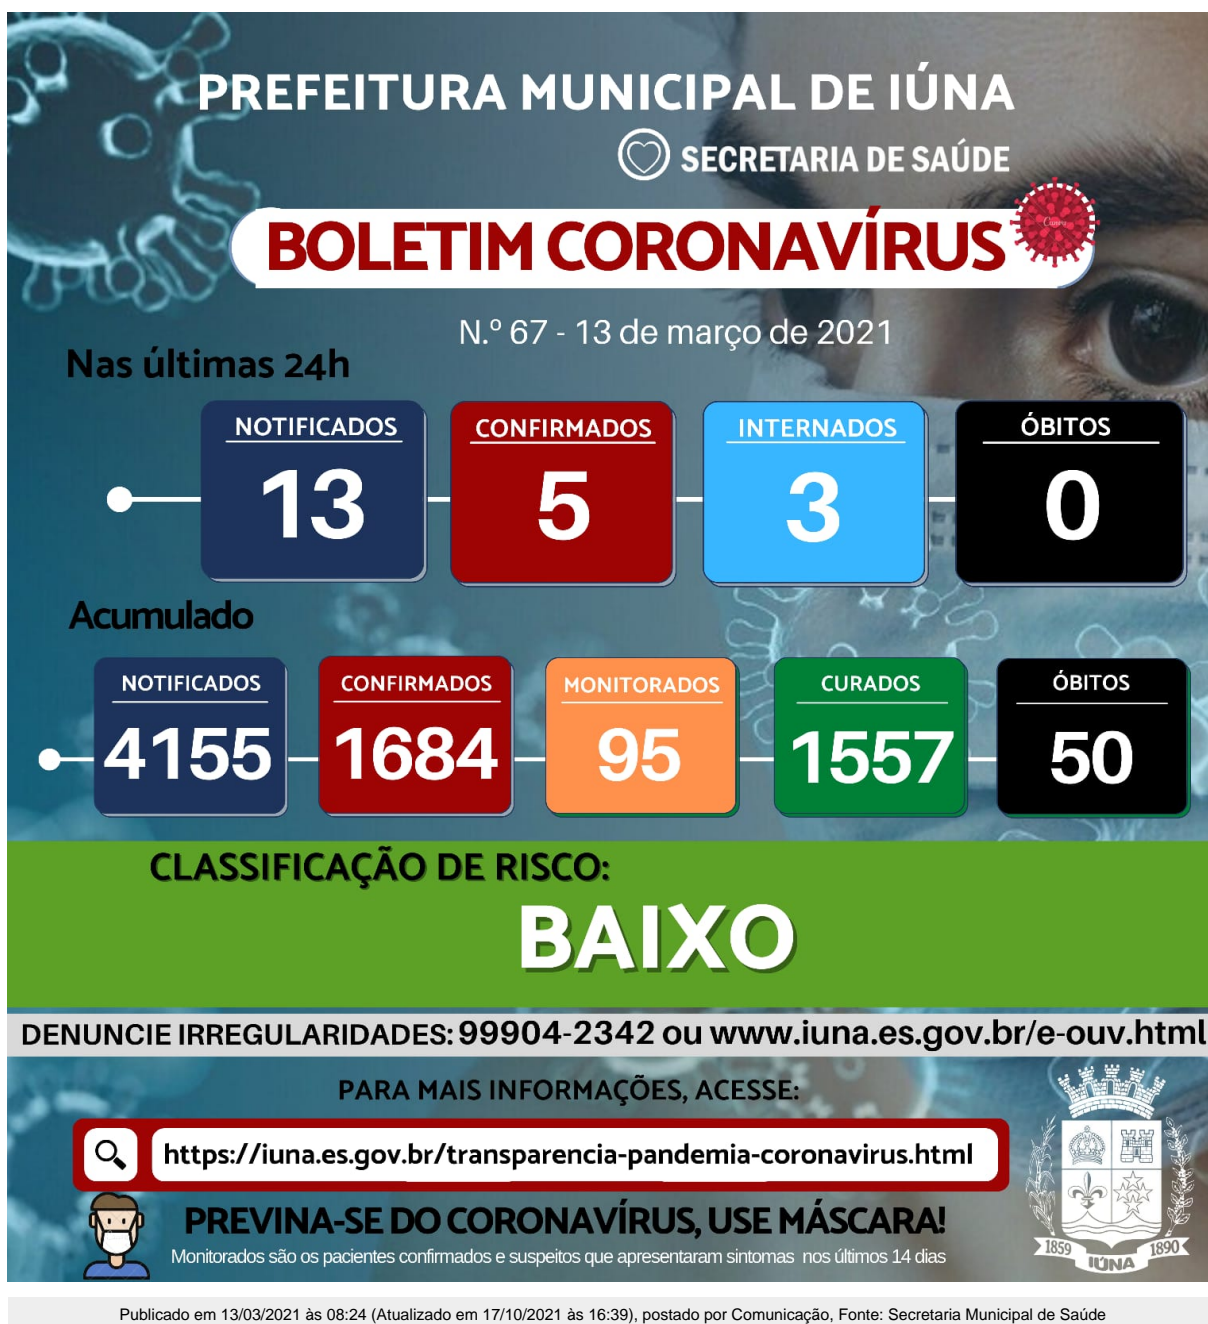 PREFEITURA MUNICIPAL DE IÚNA
SECRETARIA DE SAÚDE
BOLETIM CORONAVÍRUS
Canva
N.º 67 - 13 de março de 2021
Nas últimas 24h
NOTIFICADOS CONFIRMADOS INTERNADOS ÓBITOS
13 5 3 0
Acumulado
NOTIFICADOS CONFIRMADOS MONITORADOS CURADOS ÓBITOS
4155 1684 95 1557 50
CLASSIFICAÇÃO DE RISCO:
BAIXO
DENUNCIE IRREGULARIDADES: 99904-2342 ou www.iuna.es.gov.br/e-ouv.html
PARA MAIS INFORMAÇÕES, ACESSE:
https://iuna.es.gov.br/transparencia-pandemia-coronavirus.html
PREVINA-SE DO CORONAVÍRUS, USE MÁSCARA!
Monitorados são os pacientes confirmados e suspeitos que apresentaram sintomas nos últimos 14 dias
1859 IÚNA 1890
Publicado em 13/03/2021 às 08:24 (Atualizado em 17/10/2021 às 16:39), postado por Comunicação, Fonte: Secretaria Municipal de Saúde